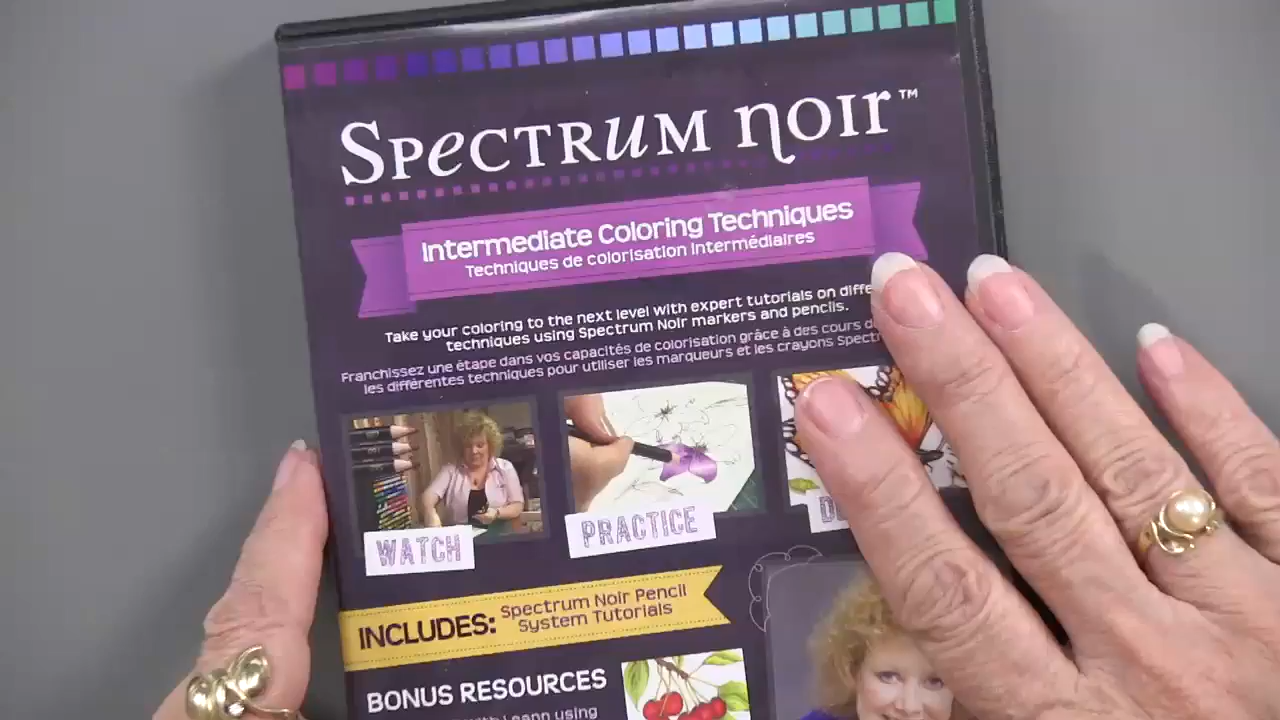 Spectrum noir™
Intermediate Coloring Techniques
Techniques de colorisation intermédiaires
Take your coloring to the next level with expert tutorials on
techniques using Spectrum Noir markers and pencils.
Franchissez une étape dans vos capacités de colorisation grâce à des cours
les différentes techniques pour utiliser les marqueurs et les crayons
WATCH
PRACTICE
INCLUDES: Spectrum Noir Pencil
System Tutorials
BONUS RESOURCES
with Leann using